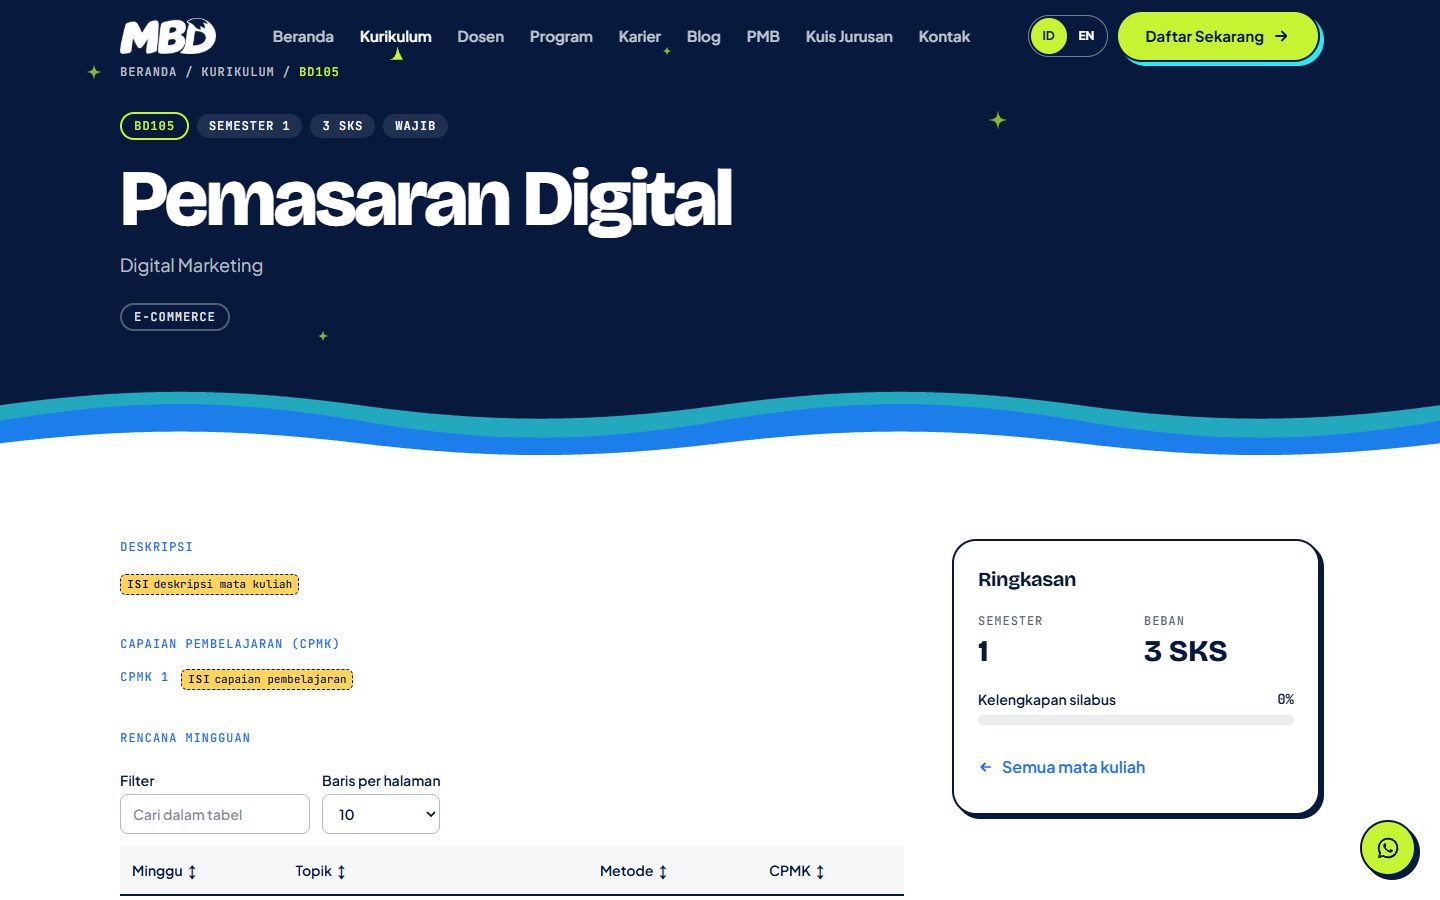 MBD
Beranda Kurikulum Dosen Program Karier Blog PMB Kuis Jurusan Kontak
ID EN
Daftar Sekarang →
BERANDA / KURIKULUM / BD105
BD105 SEMESTER 1 3 SKS WAJIB
Pemasaran Digital
Digital Marketing
E-COMMERCE
DESKRIPSI
ISI deskripsi mata kuliah
CAPAIAN PEMBELAJARAN (CPMK)
CPMK 1 ISI capaian pembelajaran
RENCANA MINGGUAN
Filter Baris per halaman
Cari dalam tabel 10
Minggu ↕ Topik ↕ Metode ↕ CPMK ↕
Ringkasan
SEMESTER BEBAN
1 3 SKS
Kelengkapan silabus 0%
← Semua mata kuliah